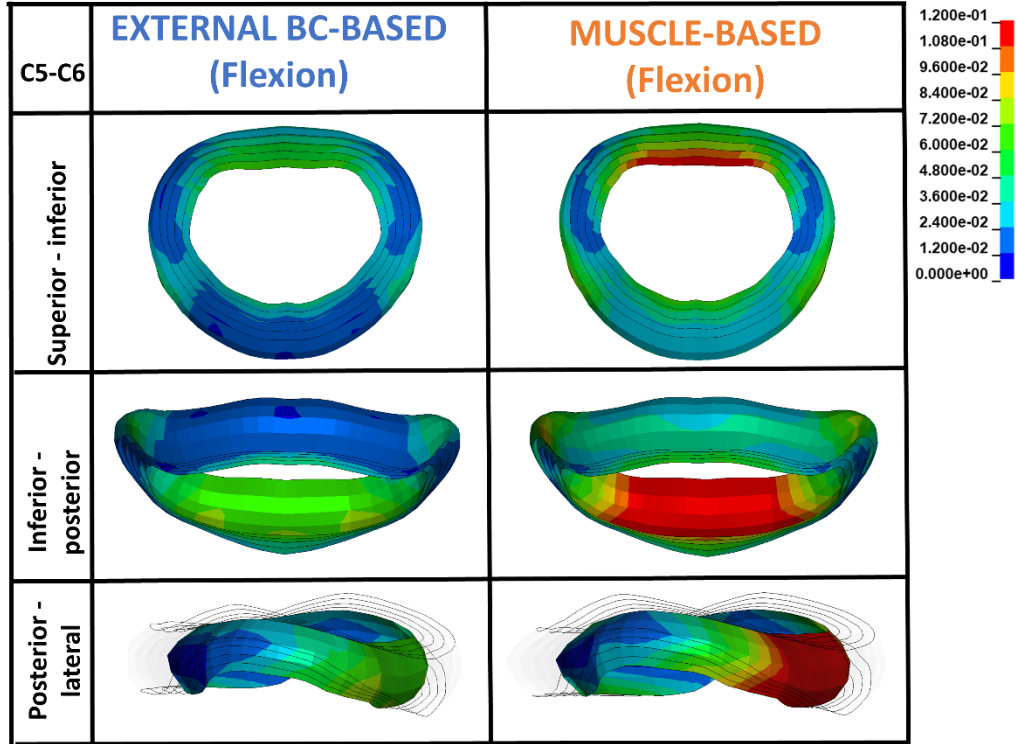 C5-C6
EXTERNAL BC-BASED
(Flexion)
MUSCLE-BASED
(Flexion)
Superior - inferior
Inferior -
posterior
Posterior -
lateral
1.200e-01
1.080e-01
9.600e-02
8.400e-02
7.200e-02
6.000e-02
4.800e-02
3.600e-02
2.400e-02
1.200e-02
0.000e+00